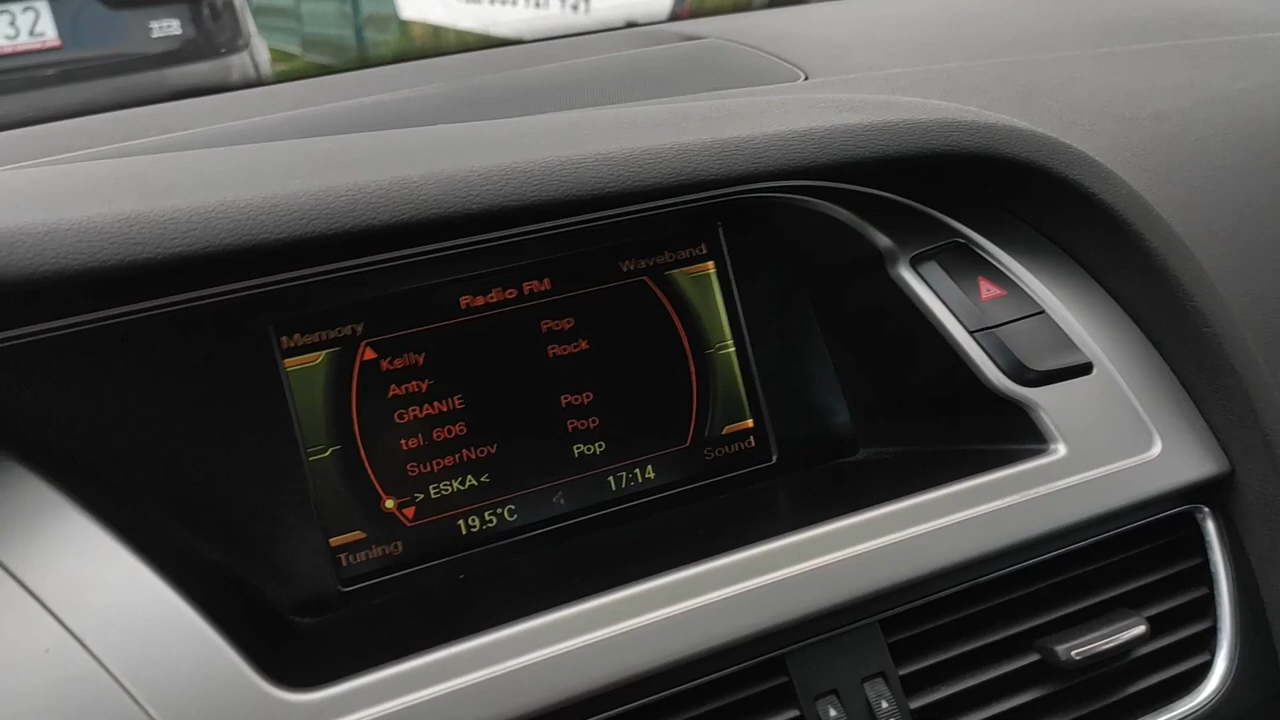 32
Radio FM
Waveband
Memory
Kelly Pop
Anty- Rock
GRANIE
tel. 606 Pop
SuperNov Pop
> ESKA < Pop
19.5°C 17:14
Sound
Tuning